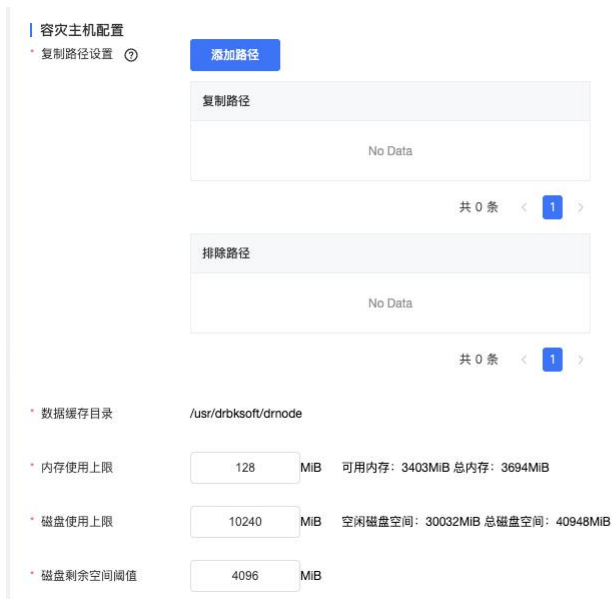 容灾主机配置
* 复制路径设置 ? 添加路径
复制路径
No Data
共 0 条 < 1 >
排除路径
No Data
共 0 条 < 1 >
* 数据缓存目录 /usr/drbksoft/drnode
* 内存使用上限 128 MiB 可用内存：3403MiB 总内存：3694MiB
* 磁盘使用上限 10240 MiB 空闲磁盘空间：30032MiB 总磁盘空间：40948MiB
* 磁盘剩余空间阈值 4096 MiB